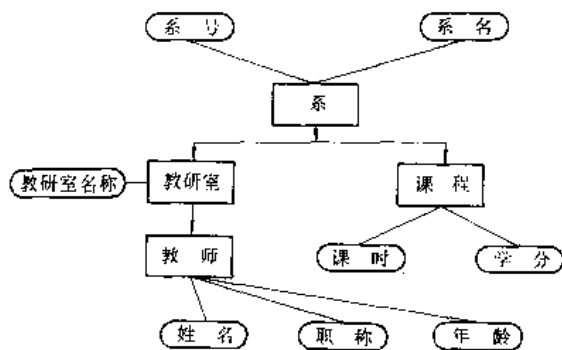 系 号
系 名
系
教研室名称
教研室
课 程
教 师
课 时
学 分
姓 名
职 称
年 龄